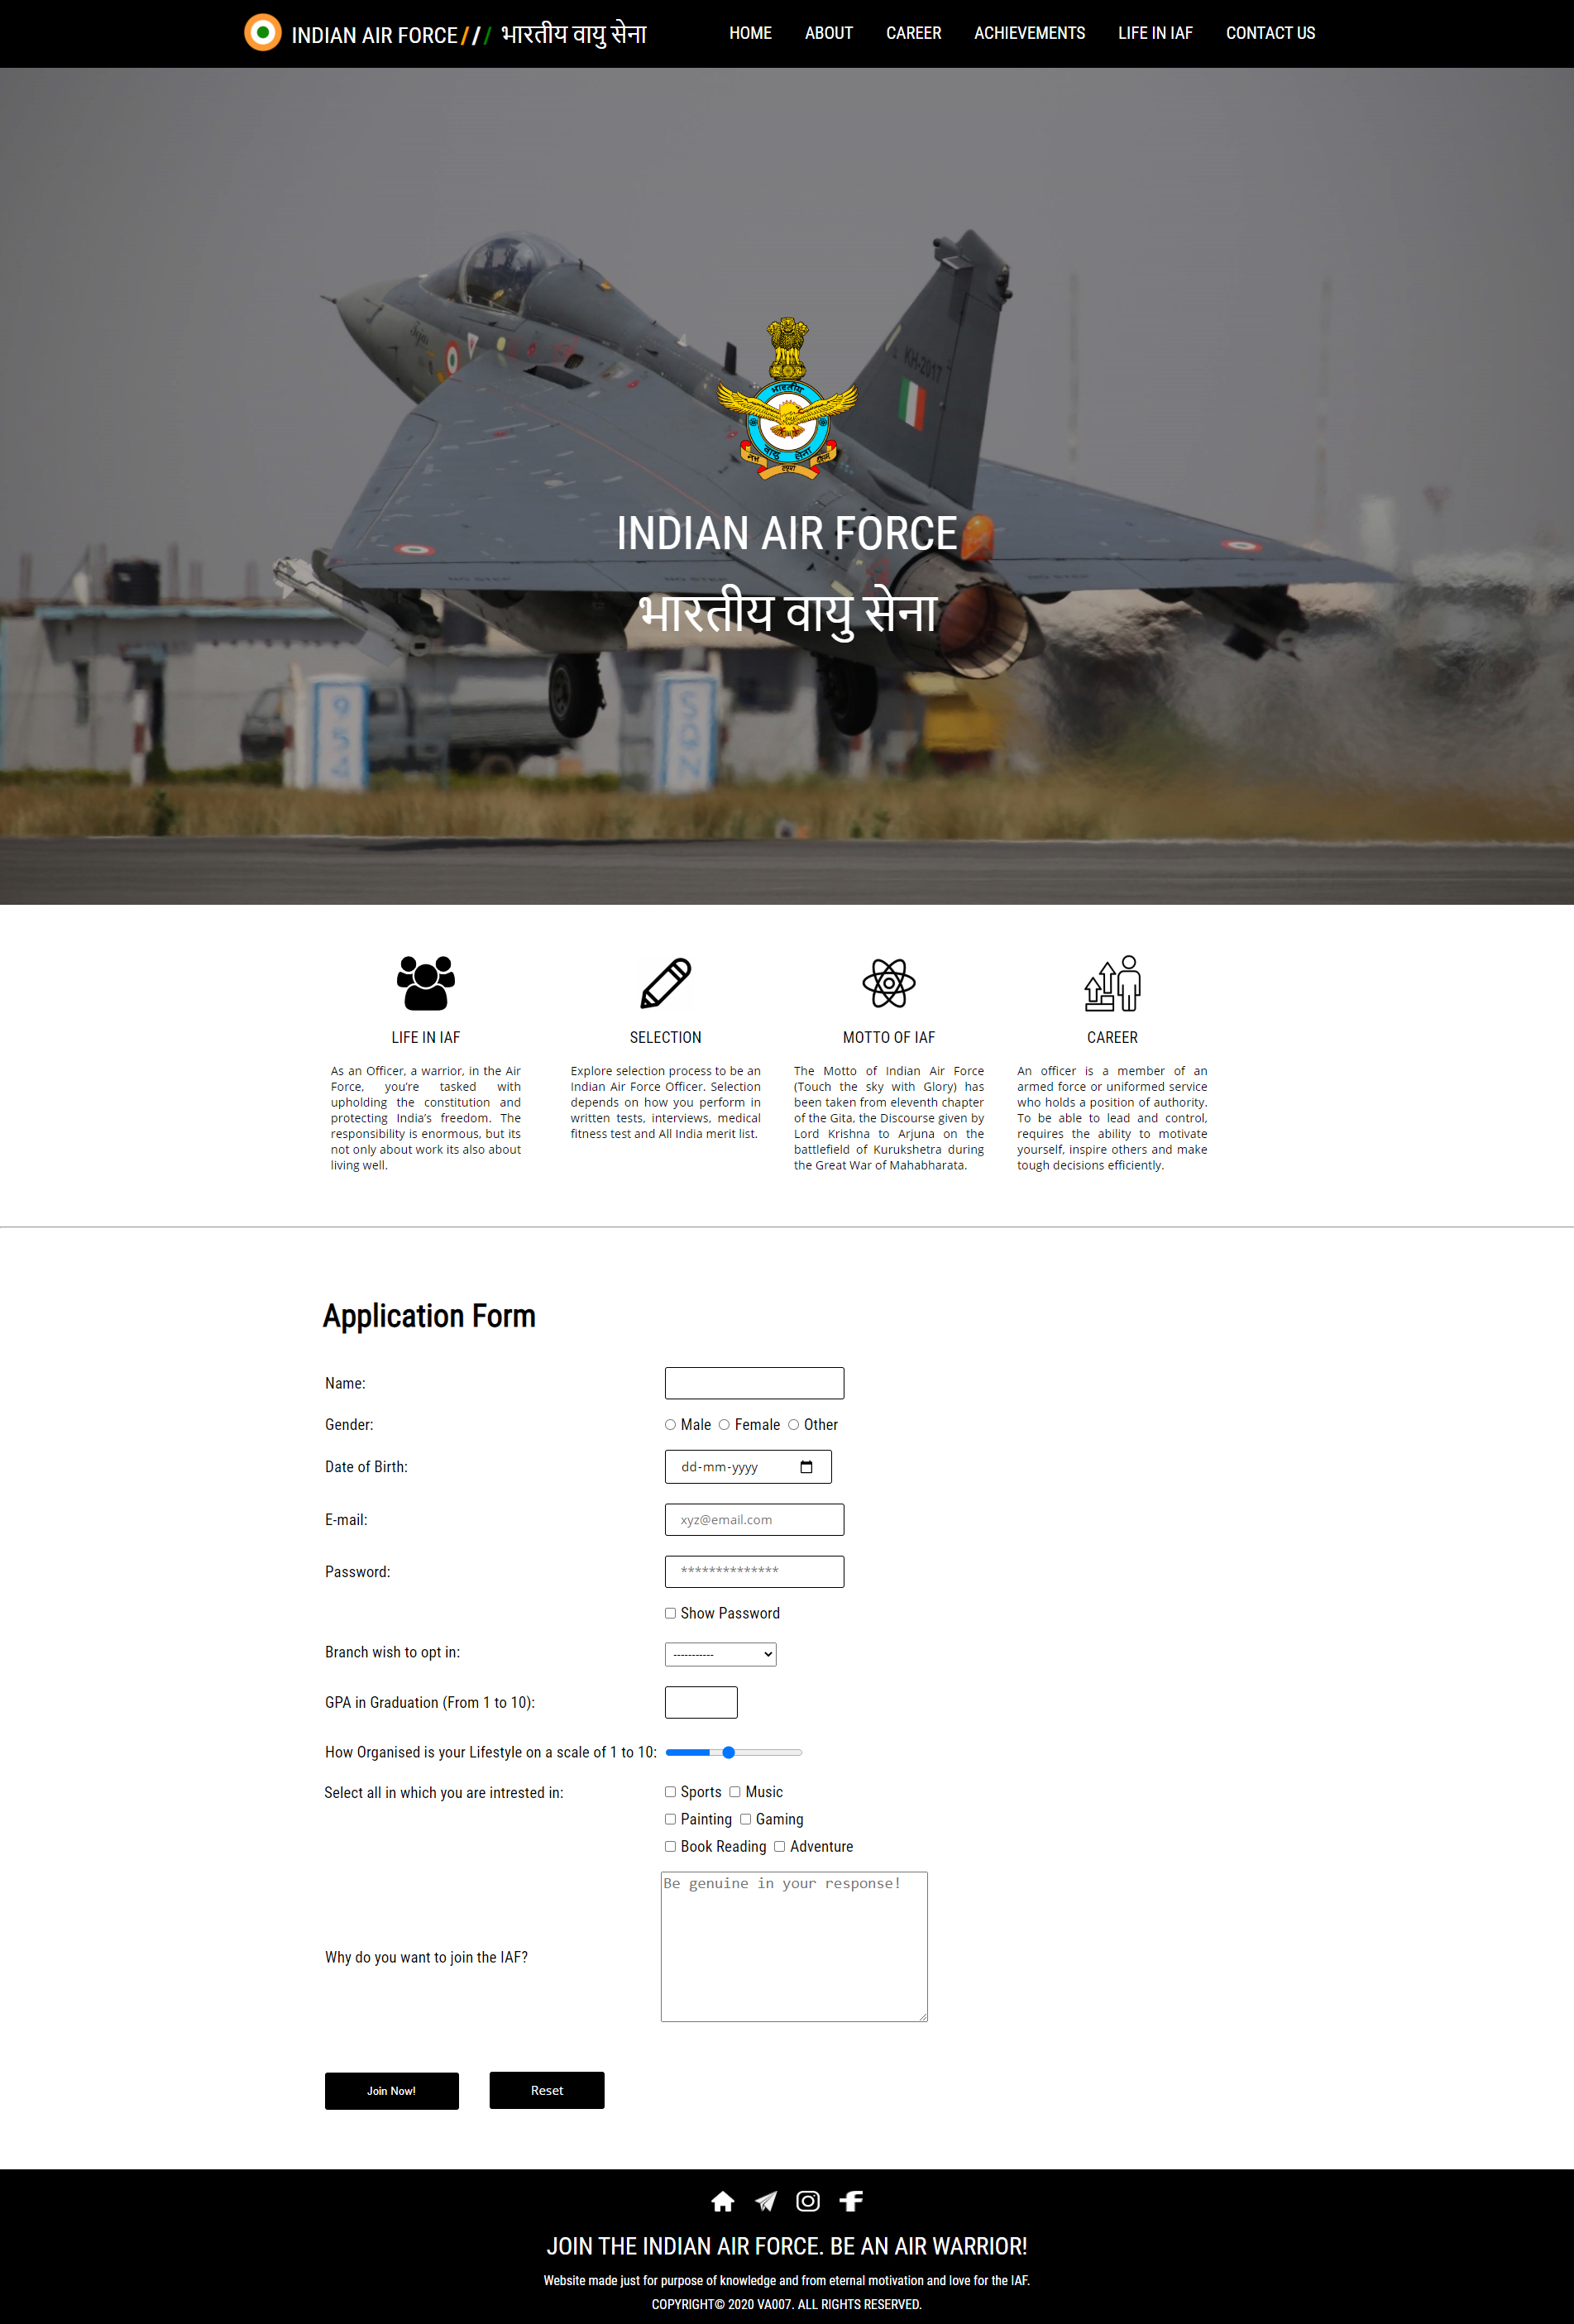 INDIAN AIR FORCE/// भारतीय वायु सेना
HOME ABOUT CAREER ACHIEVEMENTS LIFE IN IAF CONTACT US
Tejas
KH-2017
भारतीय
वायु सेना
नभः स्पृशं दीप्तम्
INDIAN AIR FORCE
भारतीय वायु सेना
NO STEP
NO STEP
NO STEP
NO STEP
LIFE IN IAF
As an Officer, a warrior, in the Air
Force, you’re tasked with
upholding the constitution and
protecting India’s freedom. The
responsibility is enormous, but its
not only about work its also about
living well.
SELECTION
Explore selection process to be an
Indian Air Force Officer. Selection
depends on how you perform in
written tests, interviews, medical
fitness test and All India merit list.
MOTTO OF IAF
The Motto of Indian Air Force
(Touch the sky with Glory) has
been taken from eleventh chapter
of the Gita, the Discourse given by
Lord Krishna to Arjuna on the
battlefield of Kurukshetra during
the Great War of Mahabharata.
CAREER
An officer is a member of an
armed force or uniformed service
who holds a position of authority.
To be able to lead and control,
requires the ability to motivate
yourself, inspire others and make
tough decisions efficiently.
Application Form
Name:
Gender: Male Female Other
Date of Birth: dd-mm-yyyy
E-mail: xyz@email.com
Password: **************
Show Password
Branch wish to opt in: -----------
GPA in Graduation (From 1 to 10):
How Organised is your Lifestyle on a scale of 1 to 10:
Select all in which you are intrested in: Sports Music
Painting Gaming
Book Reading Adventure
Be genuine in your response!
Why do you want to join the IAF?
Join Now! Reset
JOIN THE INDIAN AIR FORCE. BE AN AIR WARRIOR!
Website made just for purpose of knowledge and from eternal motivation and love for the IAF.
COPYRIGHT© 2020 VA007. ALL RIGHTS RESERVED.